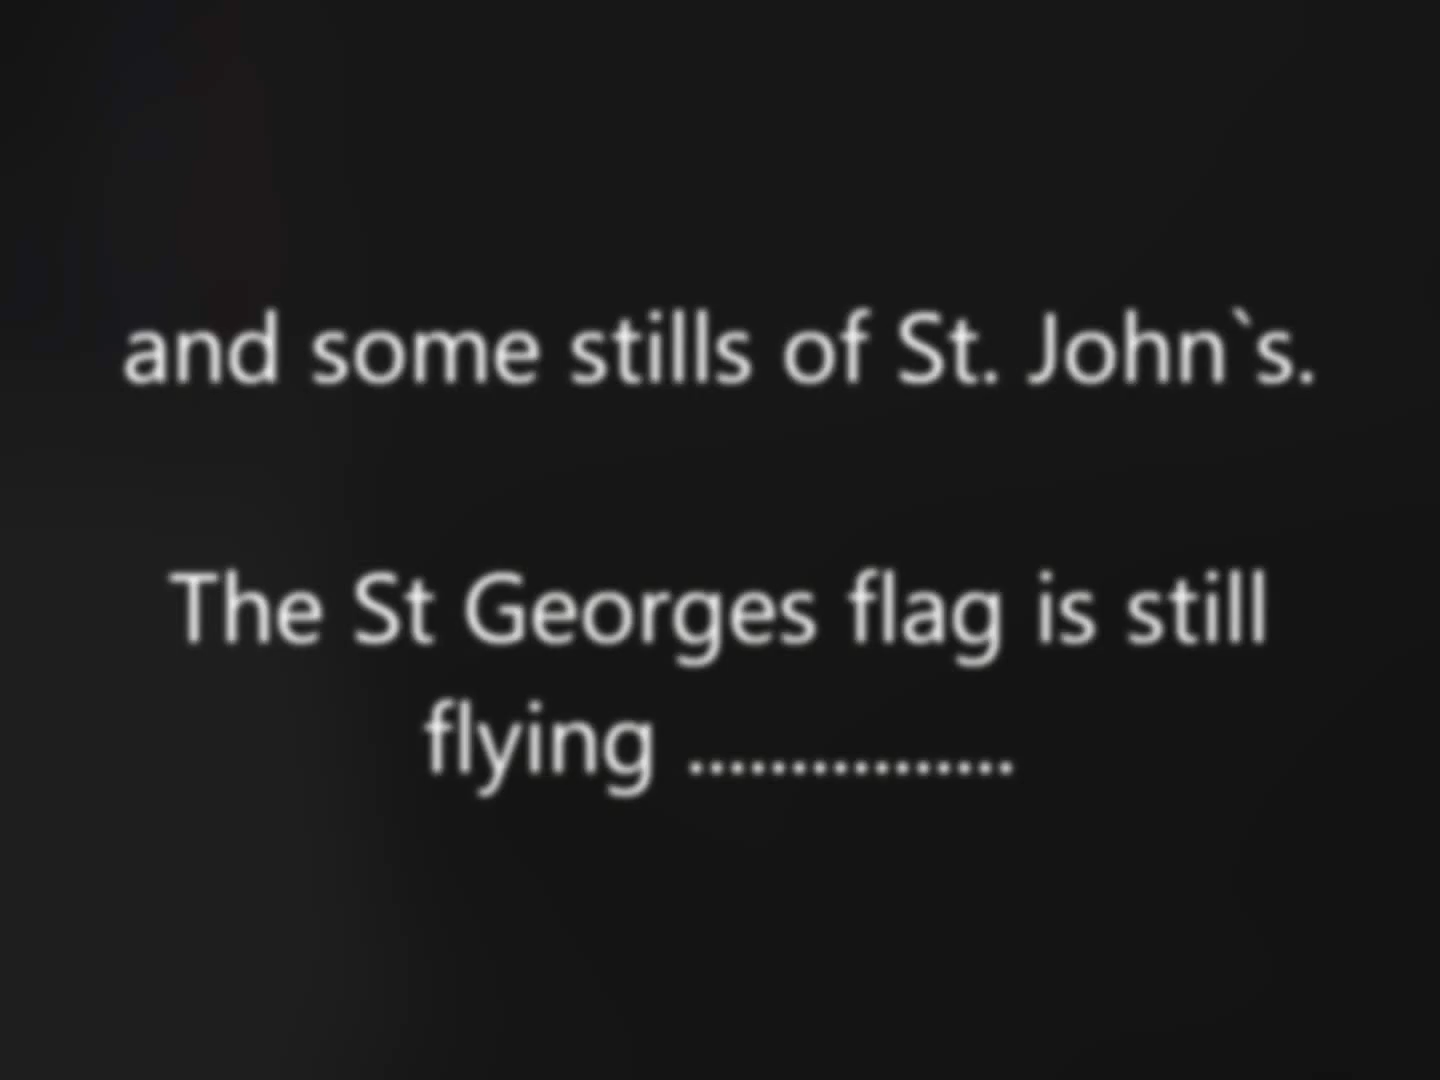 and some stills of St. John`s.
The St Georges flag is still
flying ................